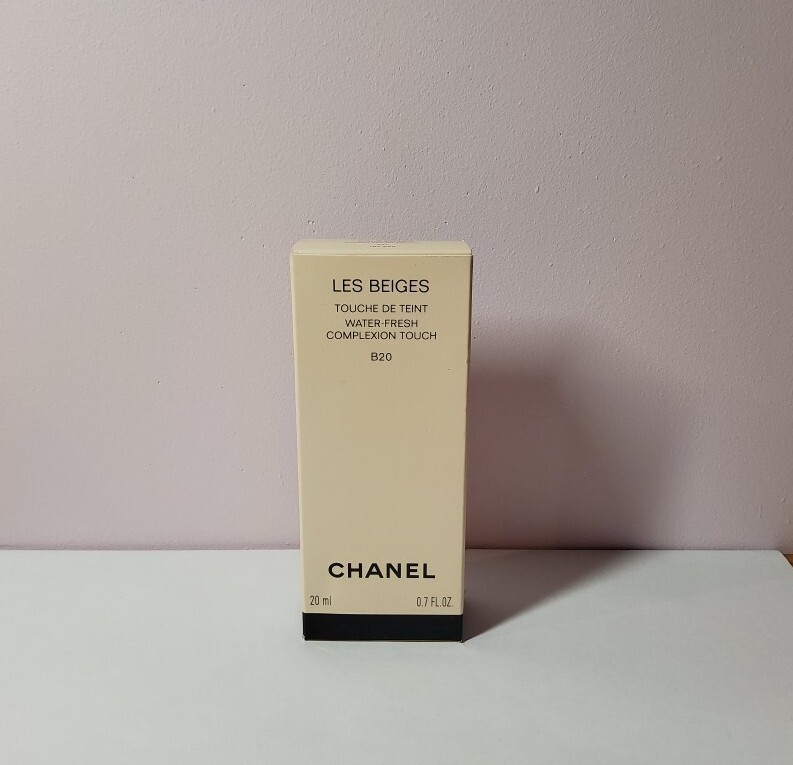 LES BEIGES
TOUCHE DE TEINT
WATER-FRESH
COMPLEXION TOUCH
B20
CHANEL
20 ml 0.7 FL.OZ.